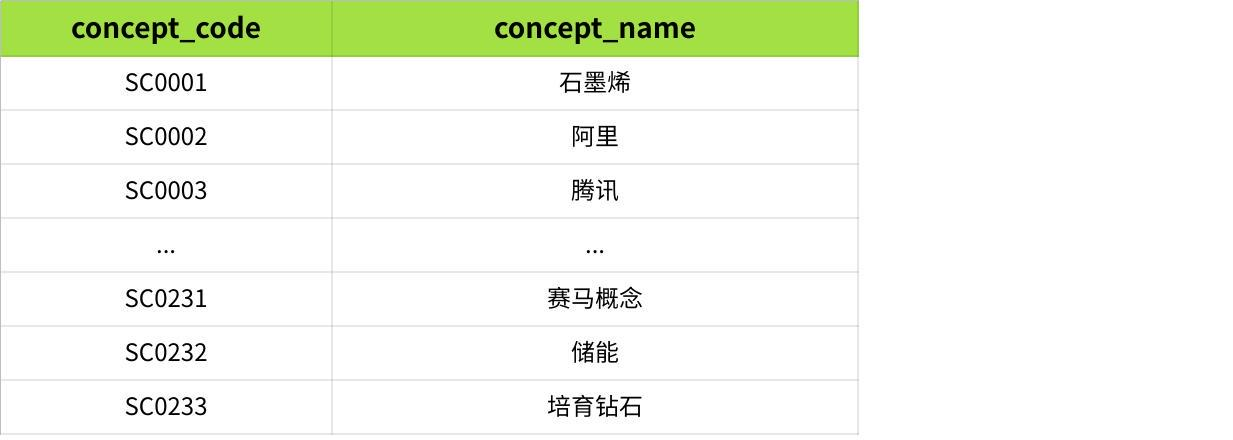 concept_code concept_name
SC0001 石墨烯
SC0002 阿里
SC0003 腾讯
... ...
SC0231 赛马概念
SC0232 储能
SC0233 培育钻石